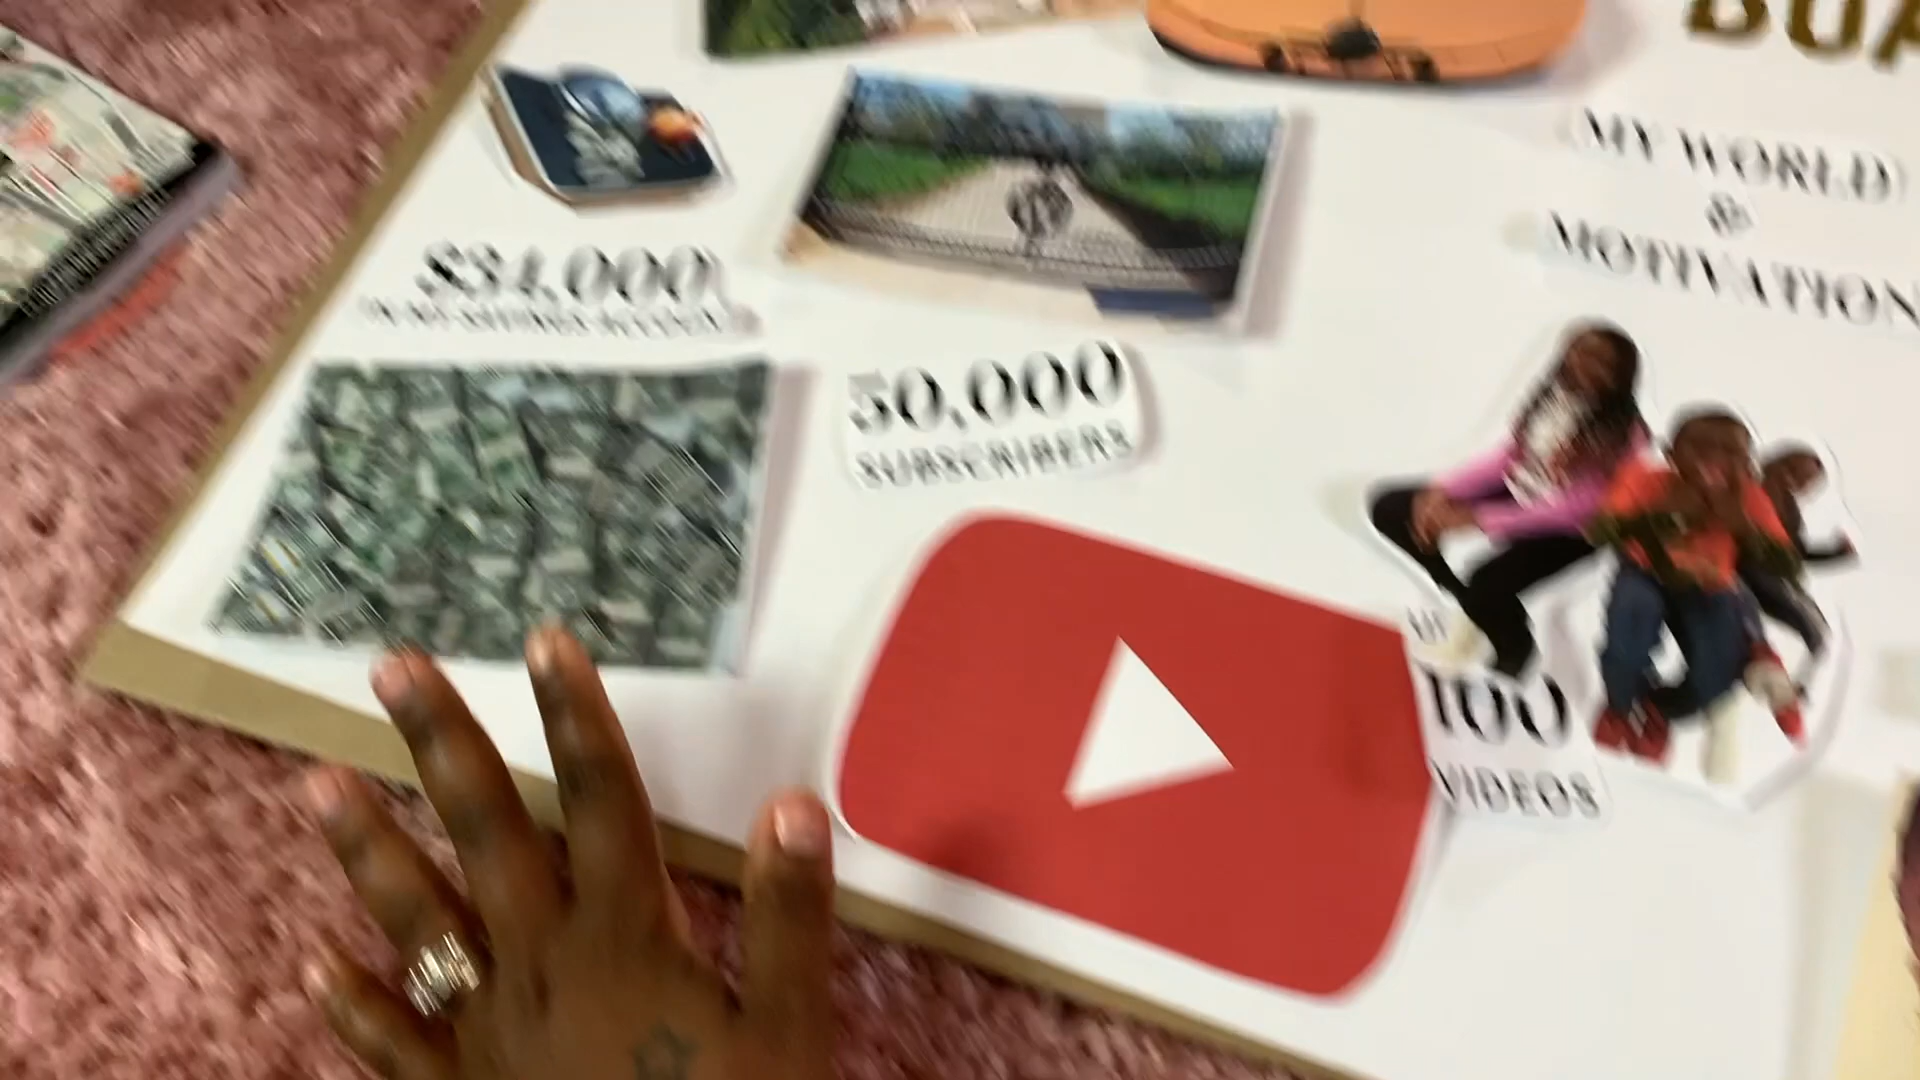 MY WORLD
&
MOTIVATION
$34,000
50,000
SUBSCRIBERS
100
VIDEOS